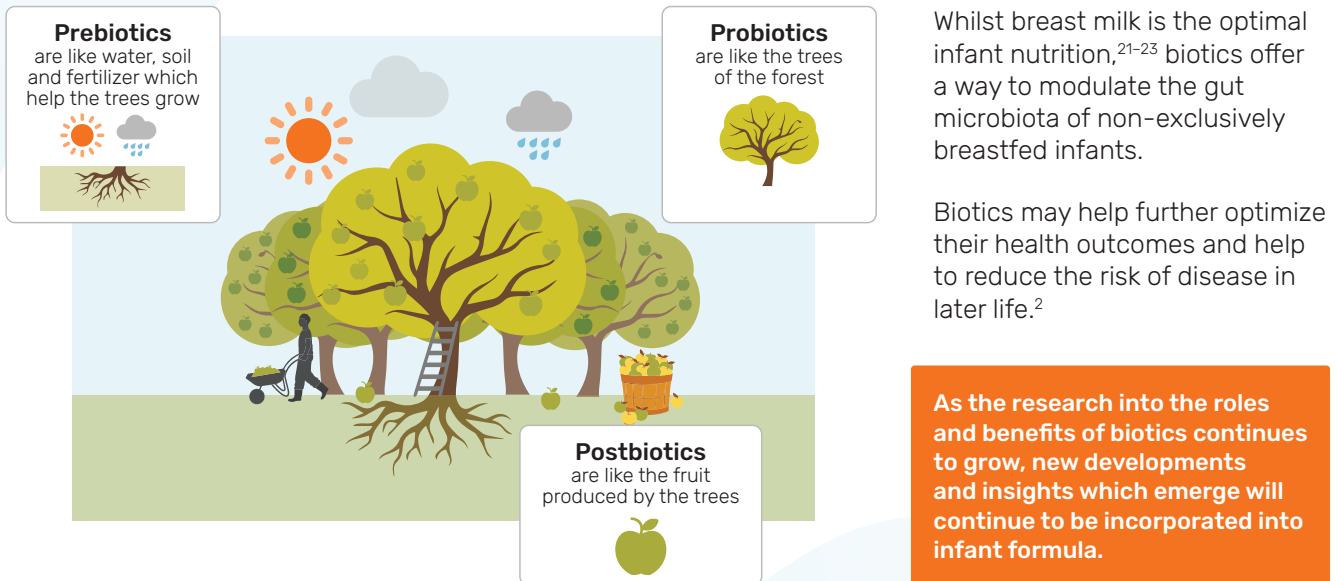 Prebiotics
are like water, soil
and fertilizer which
help the trees grow
Probiotics
are like the trees
of the forest
Postbiotics
are like the fruit
produced by the trees
Whilst breast milk is the optimal
infant nutrition,21–23 biotics offer
a way to modulate the gut
microbiota of non-exclusively
breastfed infants.
Biotics may help further optimize
their health outcomes and help
to reduce the risk of disease in
later life.2
As the research into the roles
and benefits of biotics continues
to grow, new developments
and insights which emerge will
continue to be incorporated into
infant formula.